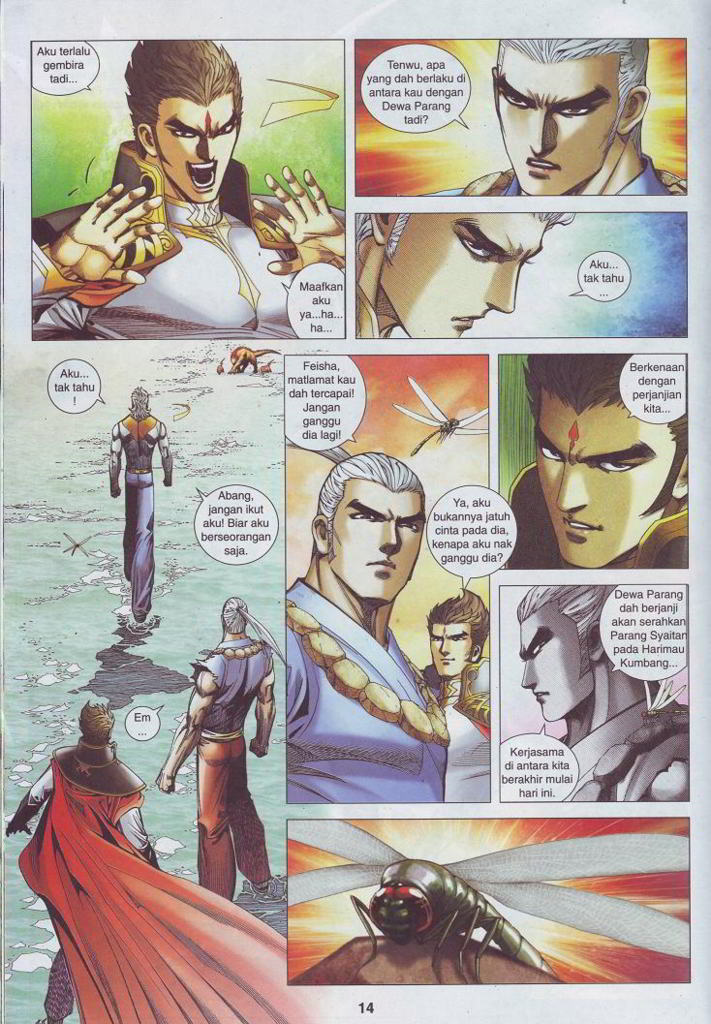 Aku terlalu
gembira
tadi...
Maafkan
aku
ya...ha...
ha...
Tenwu, apa
yang dah berlaku di
antara kau dengan
Dewa Parang
tadi?
Aku...
tak tahu
...
Aku...
tak tahu
!
Abang,
jangan ikut
aku! Biar aku
berseorangan
saja.
Em
...
Feisha,
matlamat kau
dah tercapai!
Jangan
ganggu
dia lagi!
Ya, aku
bukannya jatuh
cinta pada dia,
kenapa aku nak
ganggu dia?
Berkenaan
dengan
perjanjian
kita...
Dewa Parang
dah berjanji
akan serahkan
Parang Syaitan
pada Harimau
Kumbang...
Kerjasama
di antara kita
berakhir mulai
hari ini.
14